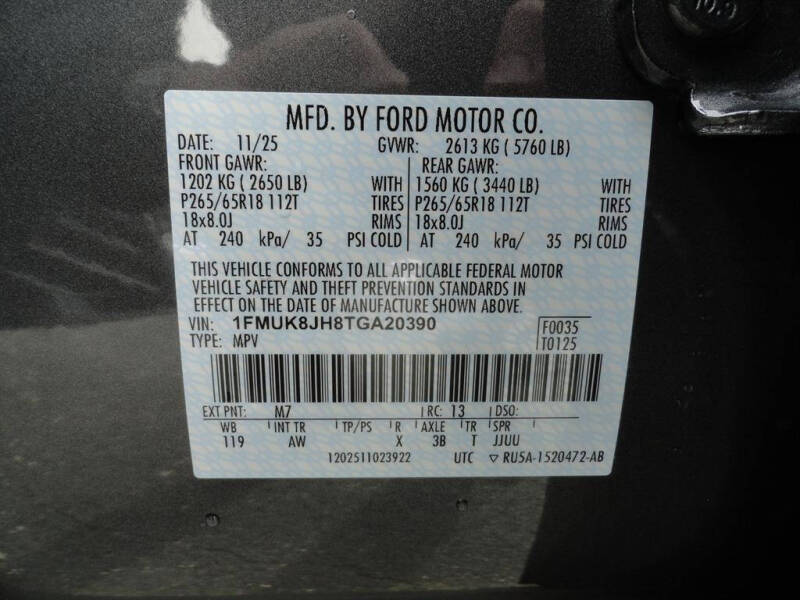 10.9
MFD. BY FORD MOTOR CO.
DATE: 11/25 GVWR: 2613 KG ( 5760 LB)
FRONT GAWR: REAR GAWR:
1202 KG ( 2650 LB) WITH 1560 KG ( 3440 LB) WITH
P265/65R18 112T TIRES P265/65R18 112T TIRES
18x8.0J RIMS 18x8.0J RIMS
AT 240 kPa/ 35 PSI COLD AT 240 kPa/ 35 PSI COLD
THIS VEHICLE CONFORMS TO ALL APPLICABLE FEDERAL MOTOR
VEHICLE SAFETY AND THEFT PREVENTION STANDARDS IN
EFFECT ON THE DATE OF MANUFACTURE SHOWN ABOVE.
VIN: 1FMUK8JH8TGA20390 F0035
TYPE: MPV T0125
EXT PNT: M7 RC: 13 DSO:
WB INT TR TP/PS R AXLE TR SPR
119 AW X 3B T JJUU
1202511023922 UTC ▽ RU5A-1520472-AB